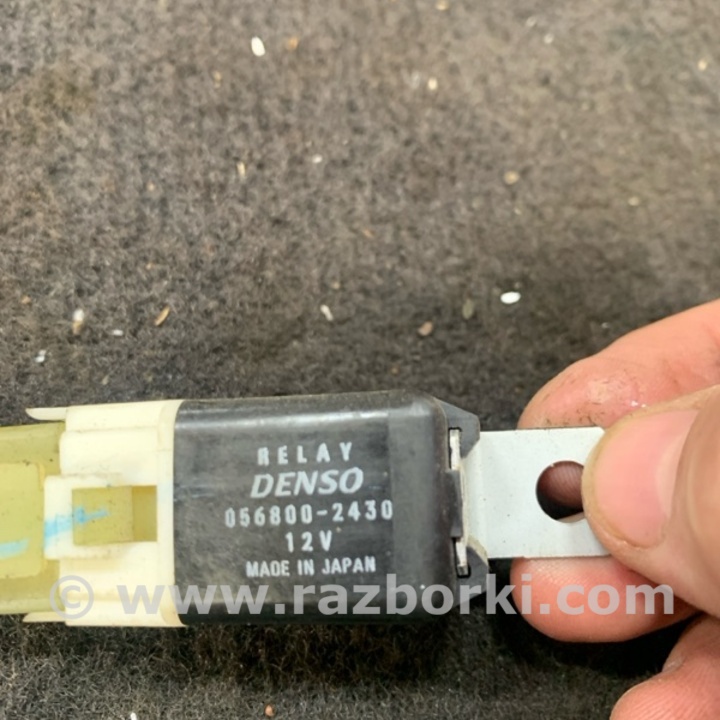 RELAY
DENSO
056800-2430
12V
MADE IN JAPAN
© www.razborki.com